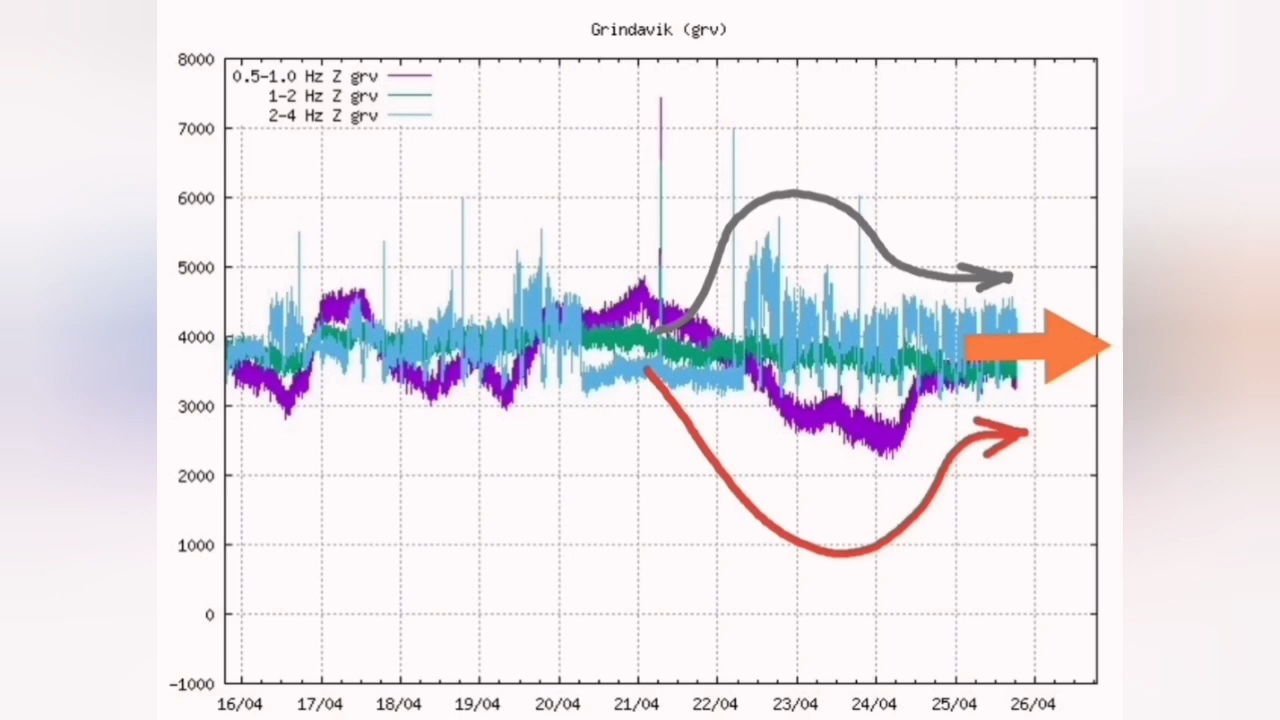 Grindavik (grv)
8000
0.5-1.0 Hz Z grv
1-2 Hz Z grv
2-4 Hz Z grv
7000
6000
5000
4000
3000
2000
1000
0
-1000
16/04 17/04 18/04 19/04 20/04 21/04 22/04 23/04 24/04 25/04 26/04